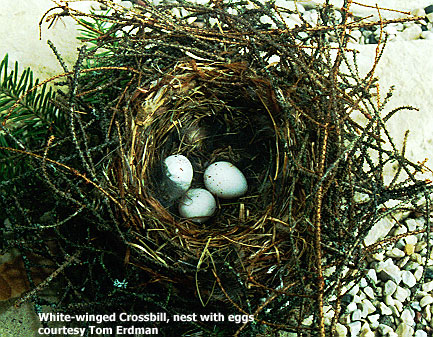 White-winged Crossbill, nest with eggs
courtesy Tom Erdman